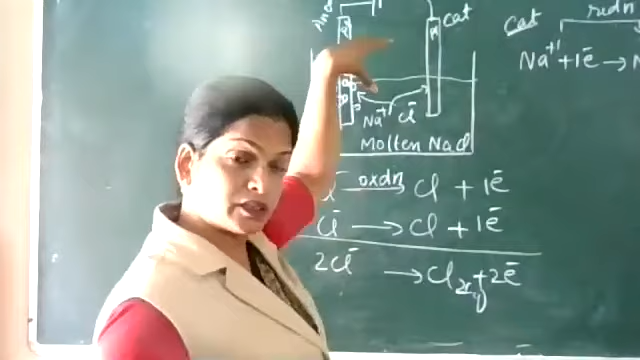 Cat
Cat redn
Na⁺¹ + 1ē →
Na⁺¹ Cl̄
Molten NaCl
oxdn → Cl + 1ē
Cl̄ → Cl + 1ē
2Cl̄ → Cl₂ + 2ē